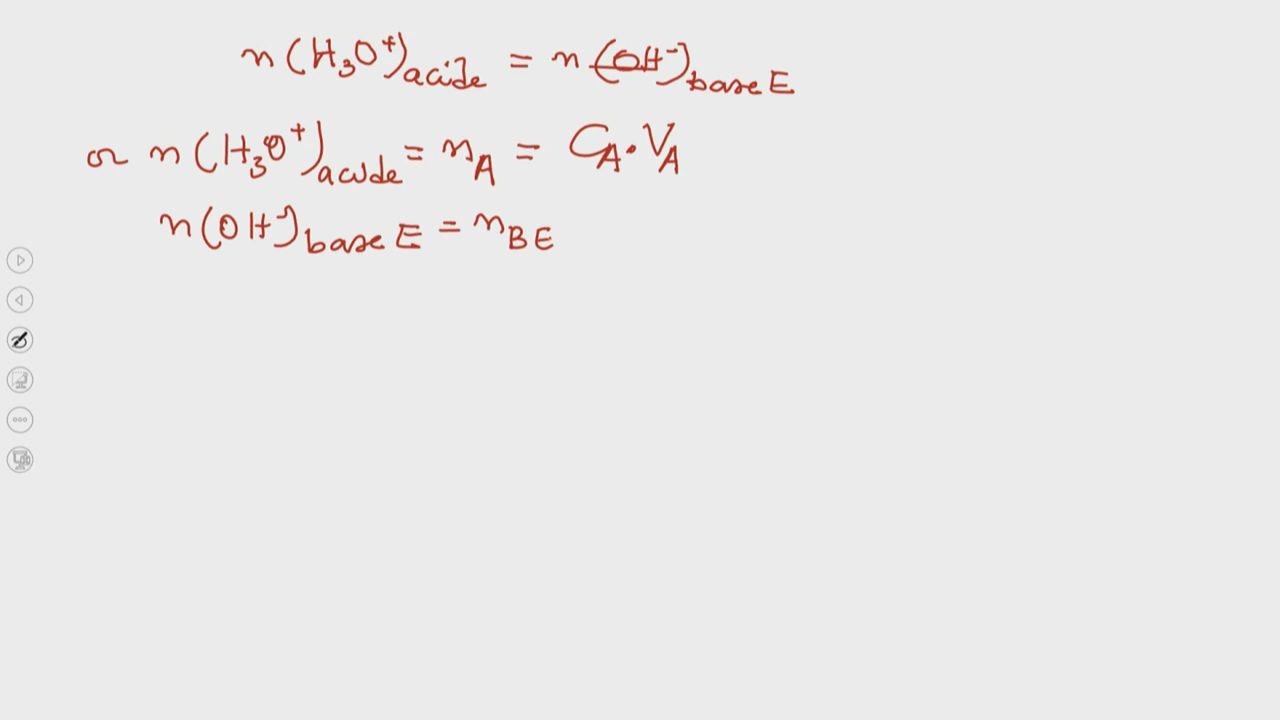 n(H₃O⁺)acide = n(OH⁻)base E
or n(H₃O⁺)acide = nA = CA·VA
n(OH⁻)base E = nBE